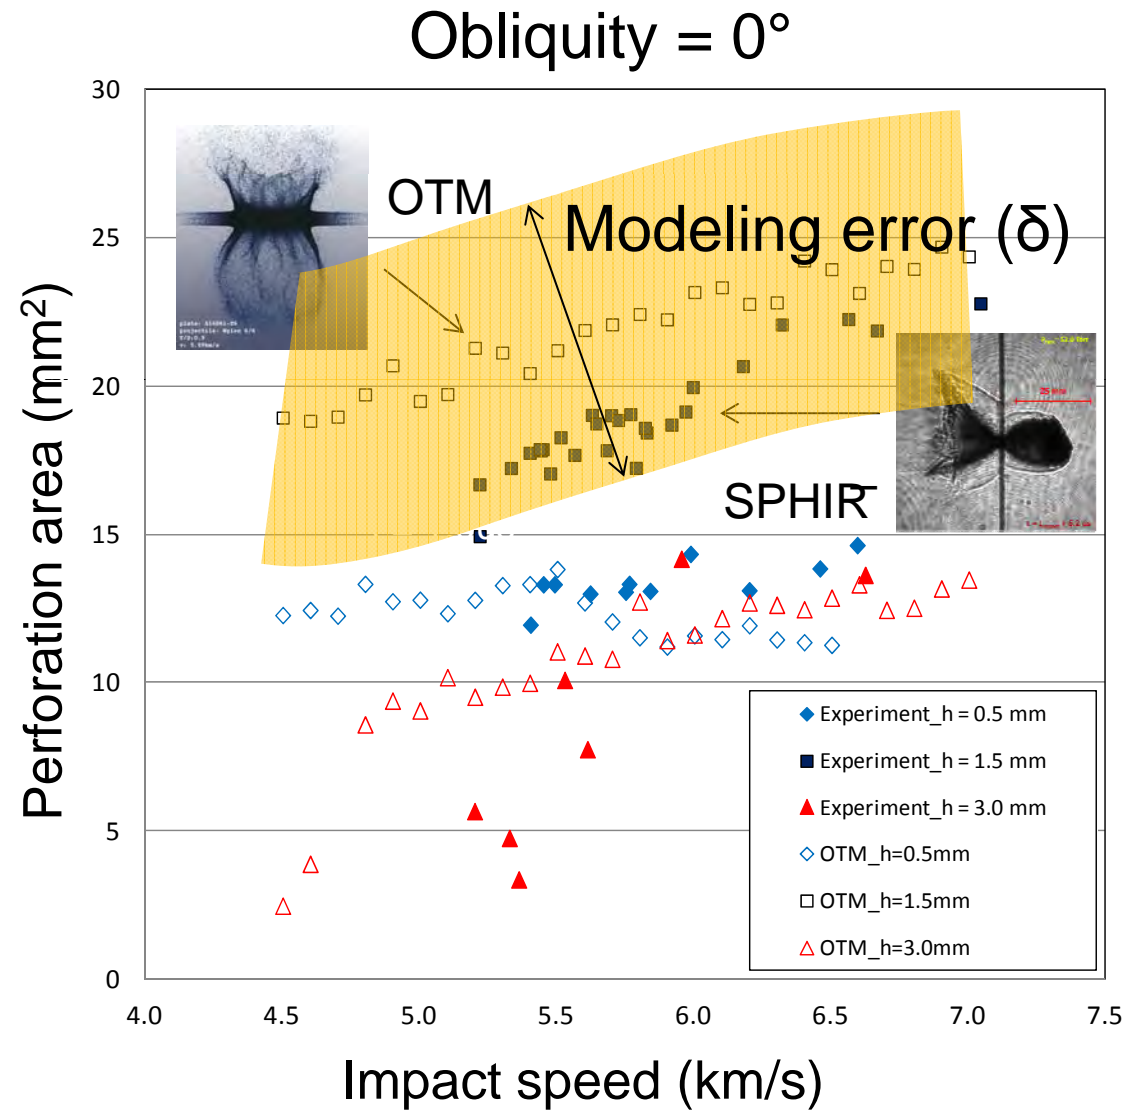 Obliquity = 0°
30
25
20
15
10
5
0
Perforation area (mm2)
OTM
Modeling error (δ)
25 mm
SPHIR
Experiment_h = 0.5 mm
Experiment_h = 1.5 mm
Experiment_h = 3.0 mm
OTM_h=0.5mm
OTM_h=1.5mm
OTM_h=3.0mm
4.0 4.5 5.0 5.5 6.0 6.5 7.0 7.5
Impact speed (km/s)